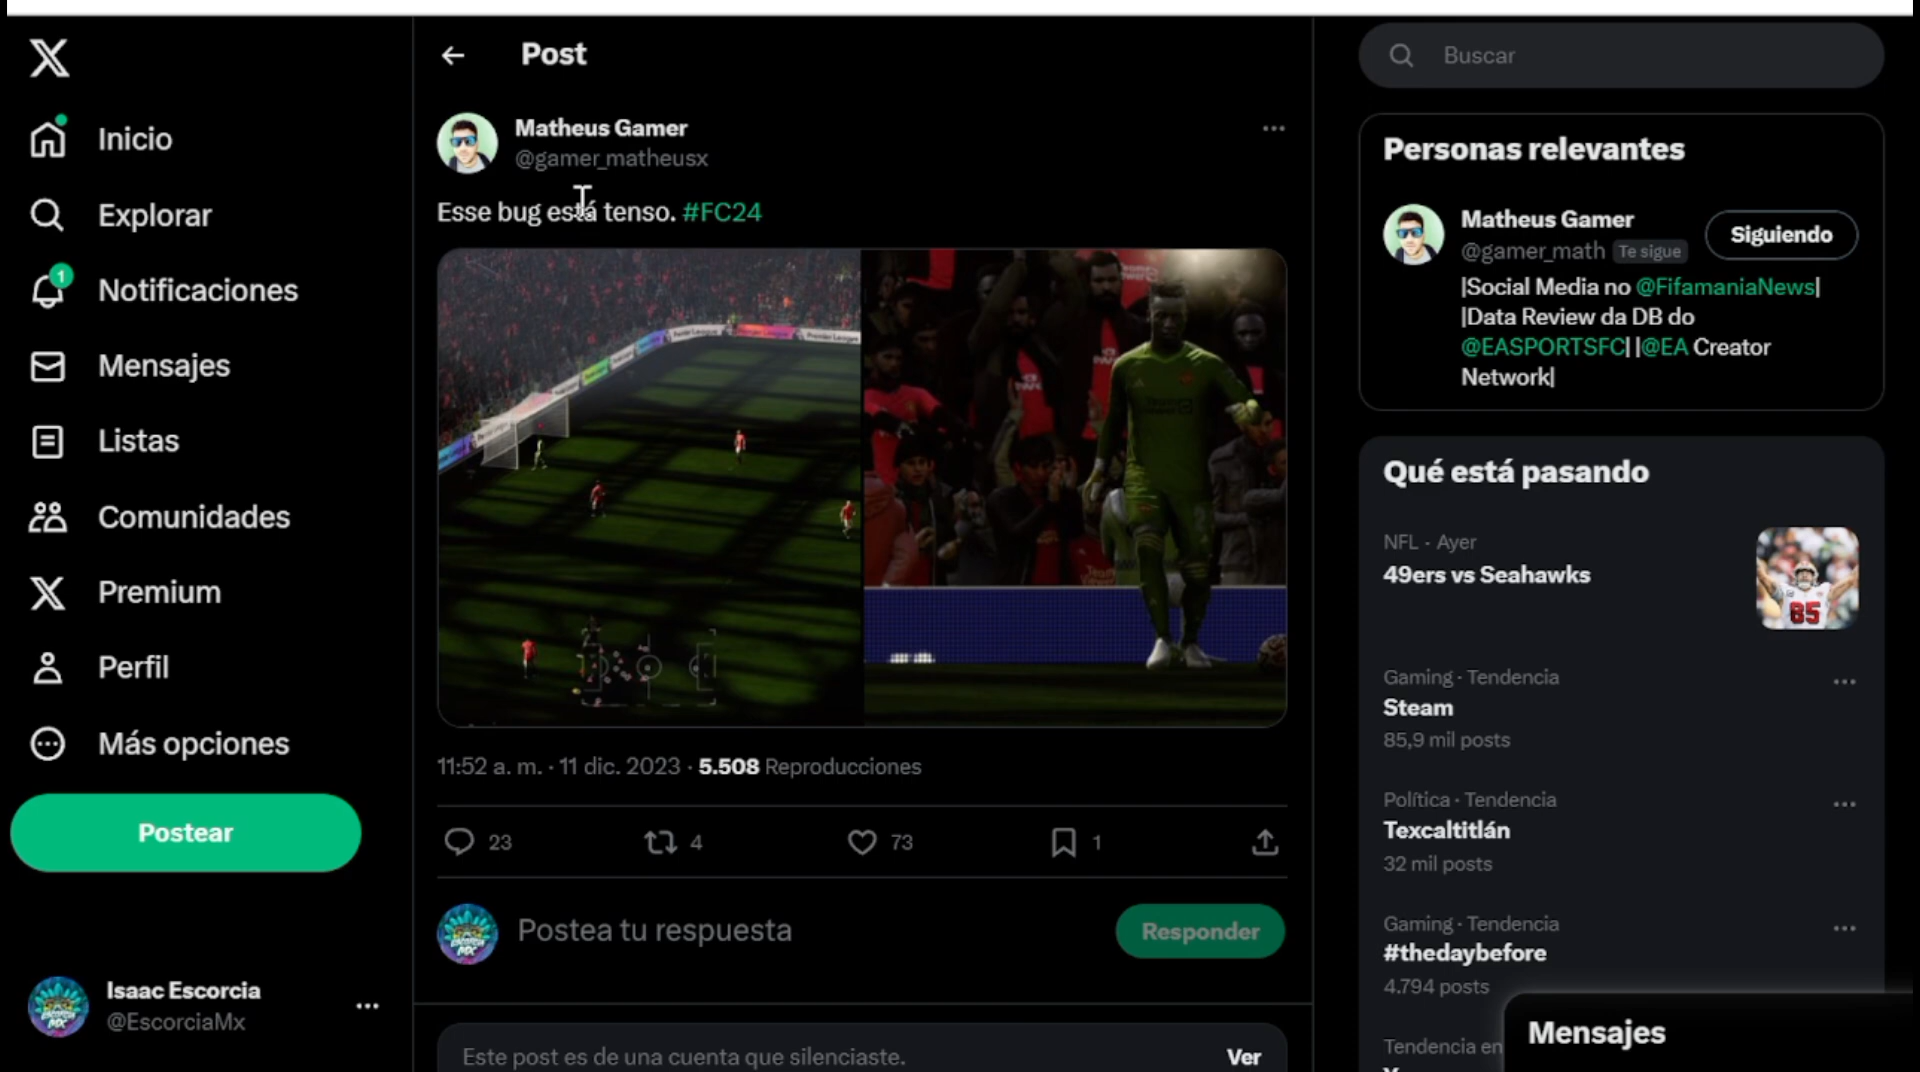 Inicio
Explorar
1
Notificaciones
Mensajes
Listas
Comunidades
Premium
Perfil
Más opciones
Postear
Isaac Escorcia
@EscorciaMx
Post
Matheus Gamer
@gamer_matheusx
Esse bug está tenso. #FC24
11:52 a. m. · 11 dic. 2023 · 5.508 Reproducciones
23
4
73
1
Postea tu respuesta
Responder
Este post es de una cuenta que silenciaste.
Ver
Buscar
Personas relevantes
Matheus Gamer
@gamer_math Te sigue
Siguiendo
|Social Media no @FifamaniaNews|
|Data Review da DB do
@EASPORTSFC| |@EA Creator
Network|
Qué está pasando
NFL · Ayer
49ers vs Seahawks
85
Gaming · Tendencia
Steam
85,9 mil posts
Política · Tendencia
Texcaltitlán
32 mil posts
Gaming · Tendencia
#thedaybefore
4.794 posts
Tendencia en
Mensajes